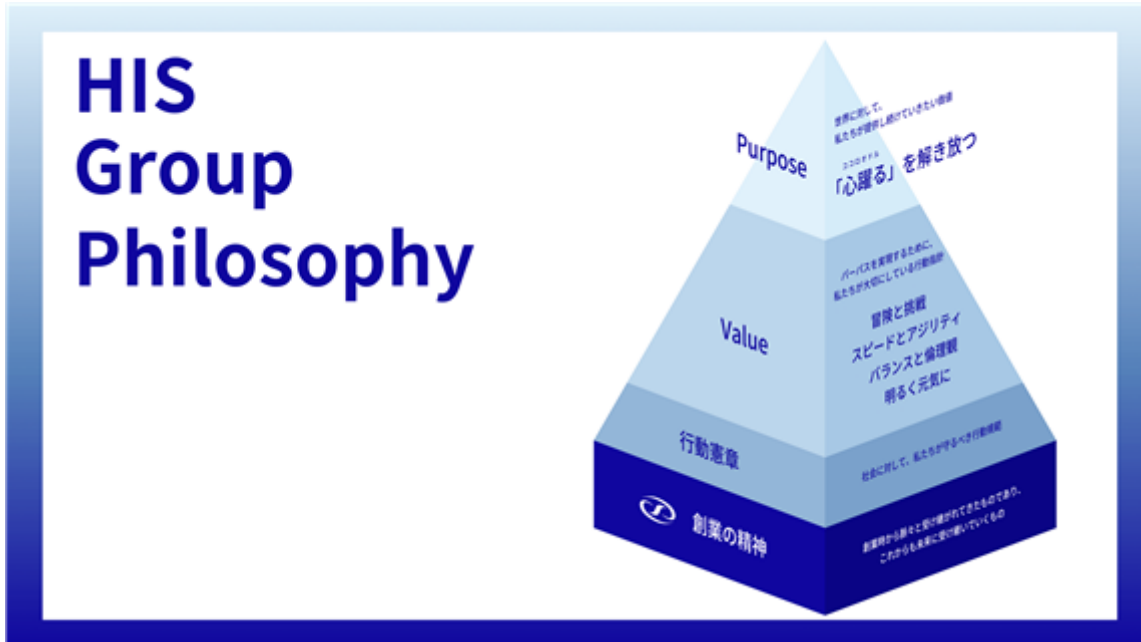 HIS
Group
Philosophy
Purpose
世界に対して、
私たちが提供し続けていきたい価値
ココロオドル
「心躍る」を解き放つ
Value
パーパスを実現するために、
私たちが大切にしている行動指針
冒険と挑戦
スピードとアジリティ
バランスと倫理観
明るく元気に
行動憲章
社会に対して、私たちが守るべき行動規範
創業の精神
創業時から脈々と受け継がれてきたものであり、
これからも未来に受け継いでいくもの